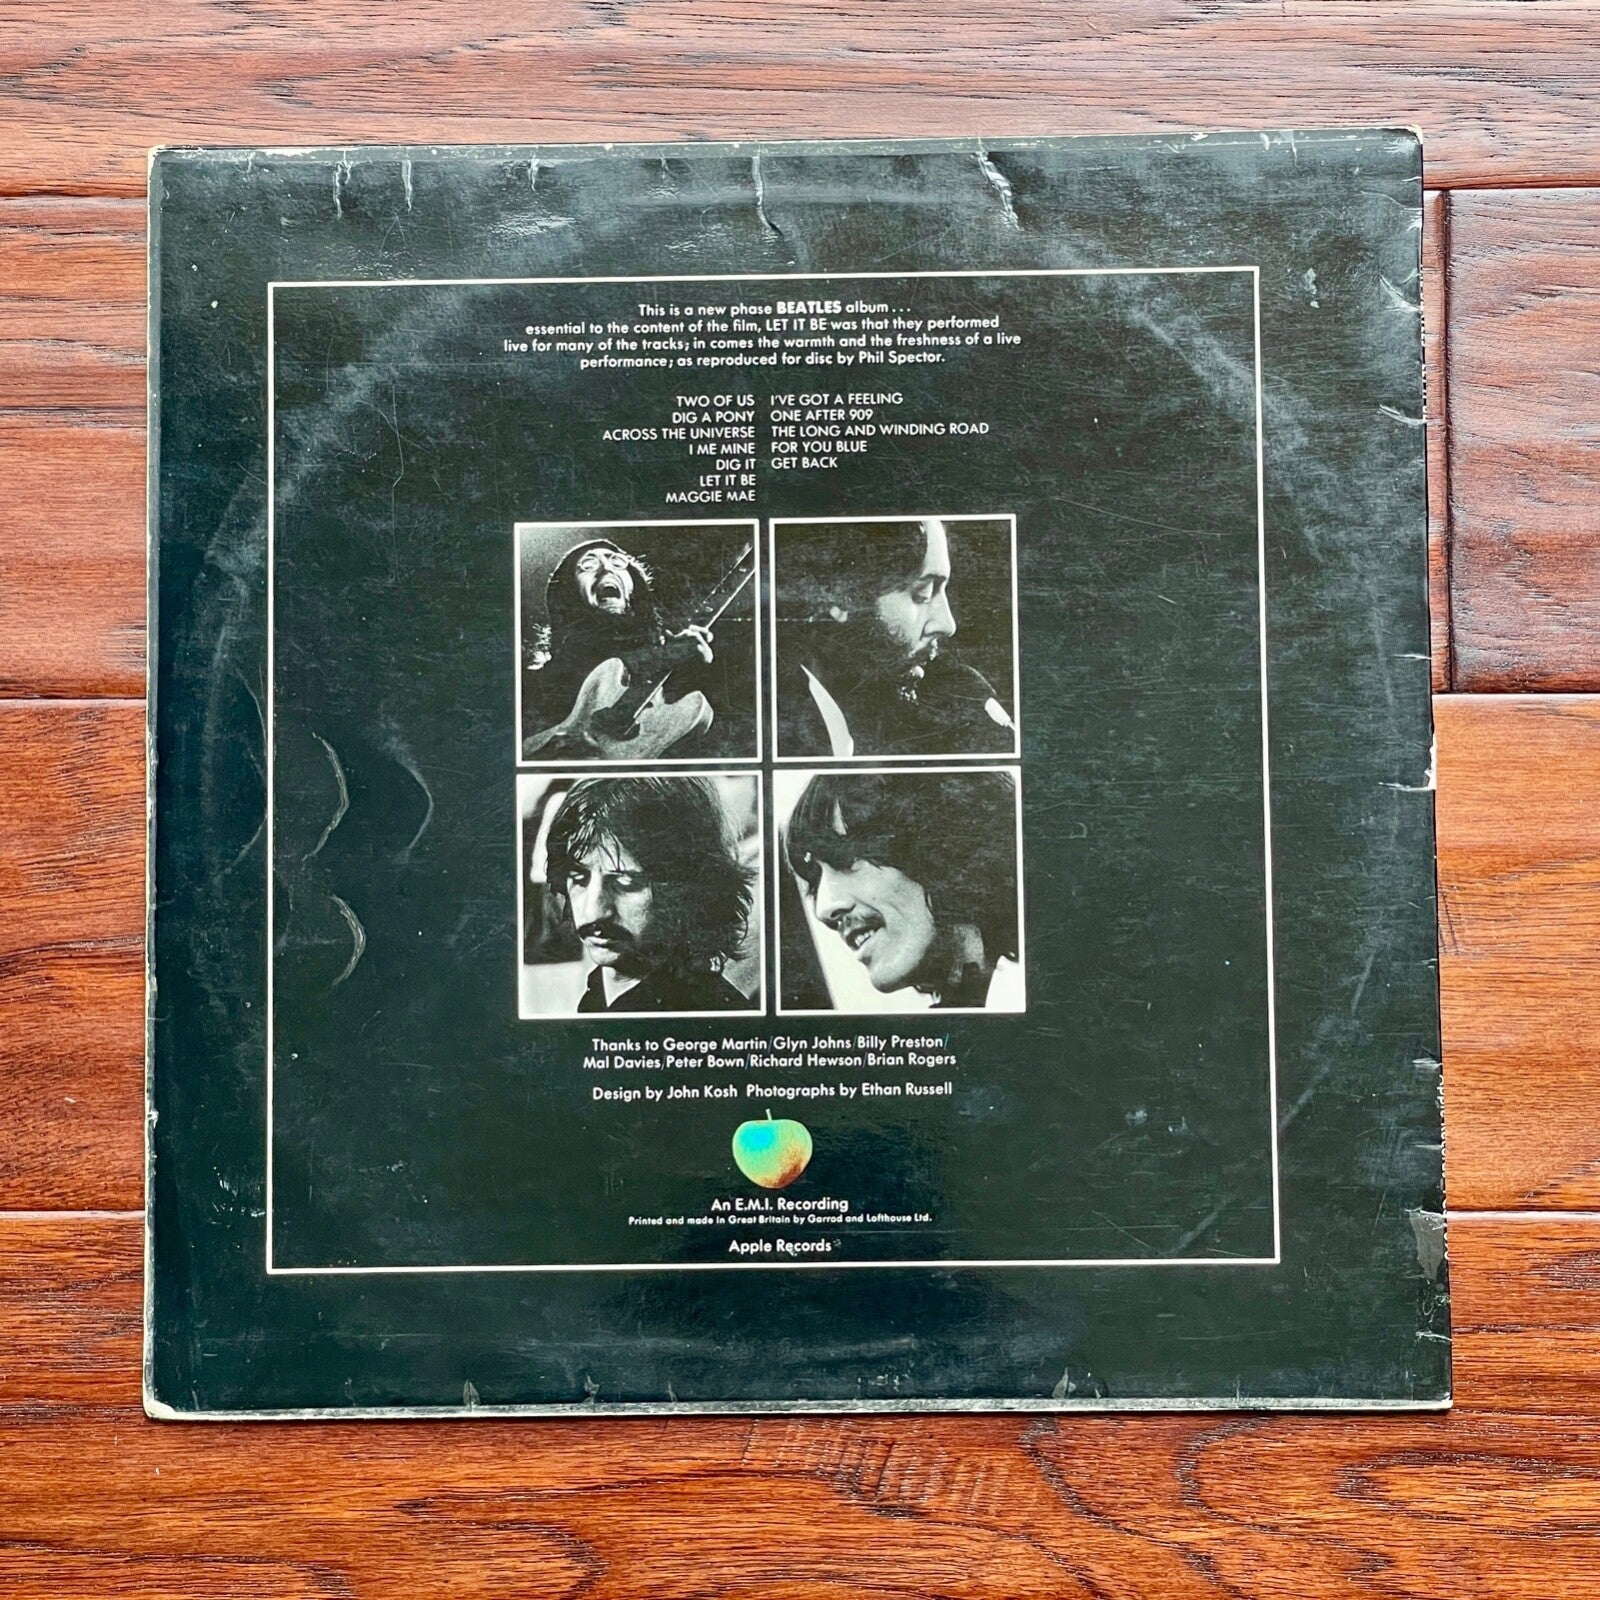 This is a new phase BEATLES album...
essential to the content of the film, LET IT BE was that they performed
live for many of the tracks; in comes the warmth and the freshness of a live
performance; as reproduced for disc by Phil Spector.
TWO OF US
DIG A PONY
ACROSS THE UNIVERSE
I ME MINE
DIG IT
LET IT BE
MAGGIE MAE
I'VE GOT A FEELING
ONE AFTER 909
THE LONG AND WINDING ROAD
FOR YOU BLUE
GET BACK
Thanks to George Martin/Glyn Johns/Billy Preston/
Mal Davies/Peter Bown/Richard Hewson/Brian Rogers
Design by John Kosh Photographs by Ethan Russell
An E.M.I. Recording
Printed and made in Great Britain by Garrod and Lofthouse Ltd.
Apple Records